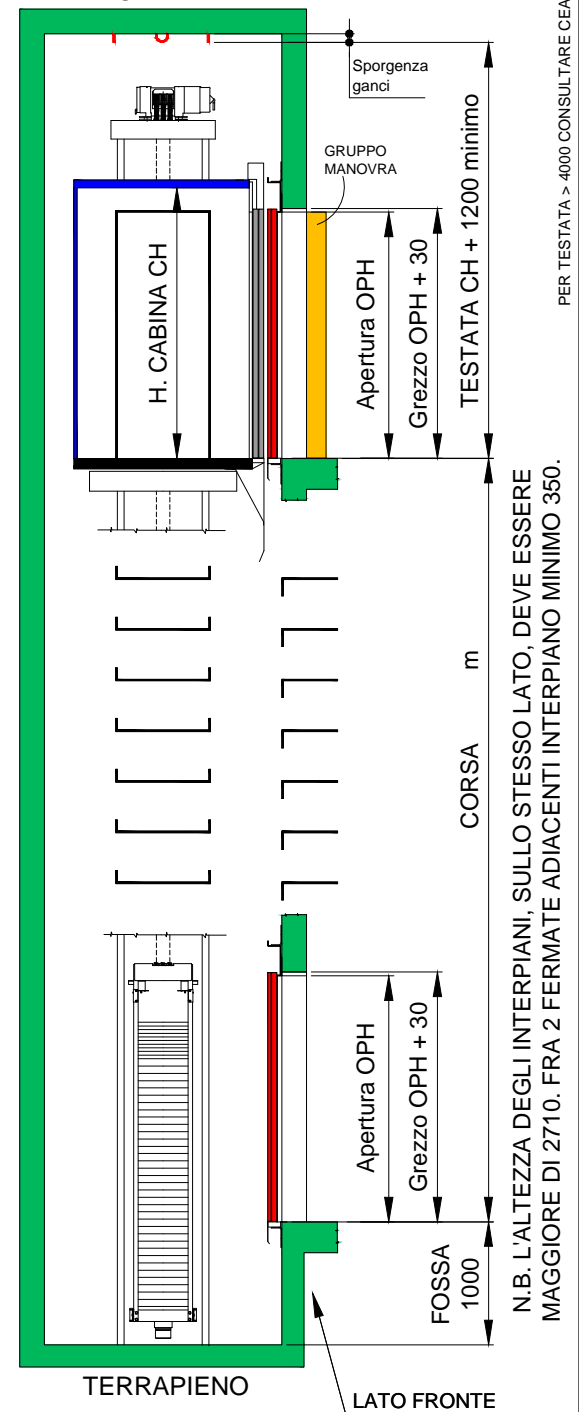 Sporgenza
ganci
GRUPPO
MANOVRA
H. CABINA CH
Apertura OPH
Grezzo OPH + 30
TESTATA CH + 1200 minimo
PER TESTATA > 4000 CONSULTARE CEA
CORSA m
N.B. L'ALTEZZA DEGLI INTERPIANI, SULLO STESSO LATO, DEVE ESSERE
MAGGIORE DI 2710. FRA 2 FERMATE ADIACENTI INTERPIANO MINIMO 350.
Apertura OPH
Grezzo OPH + 30
FOSSA
1000
TERRAPIENO
LATO FRONTE